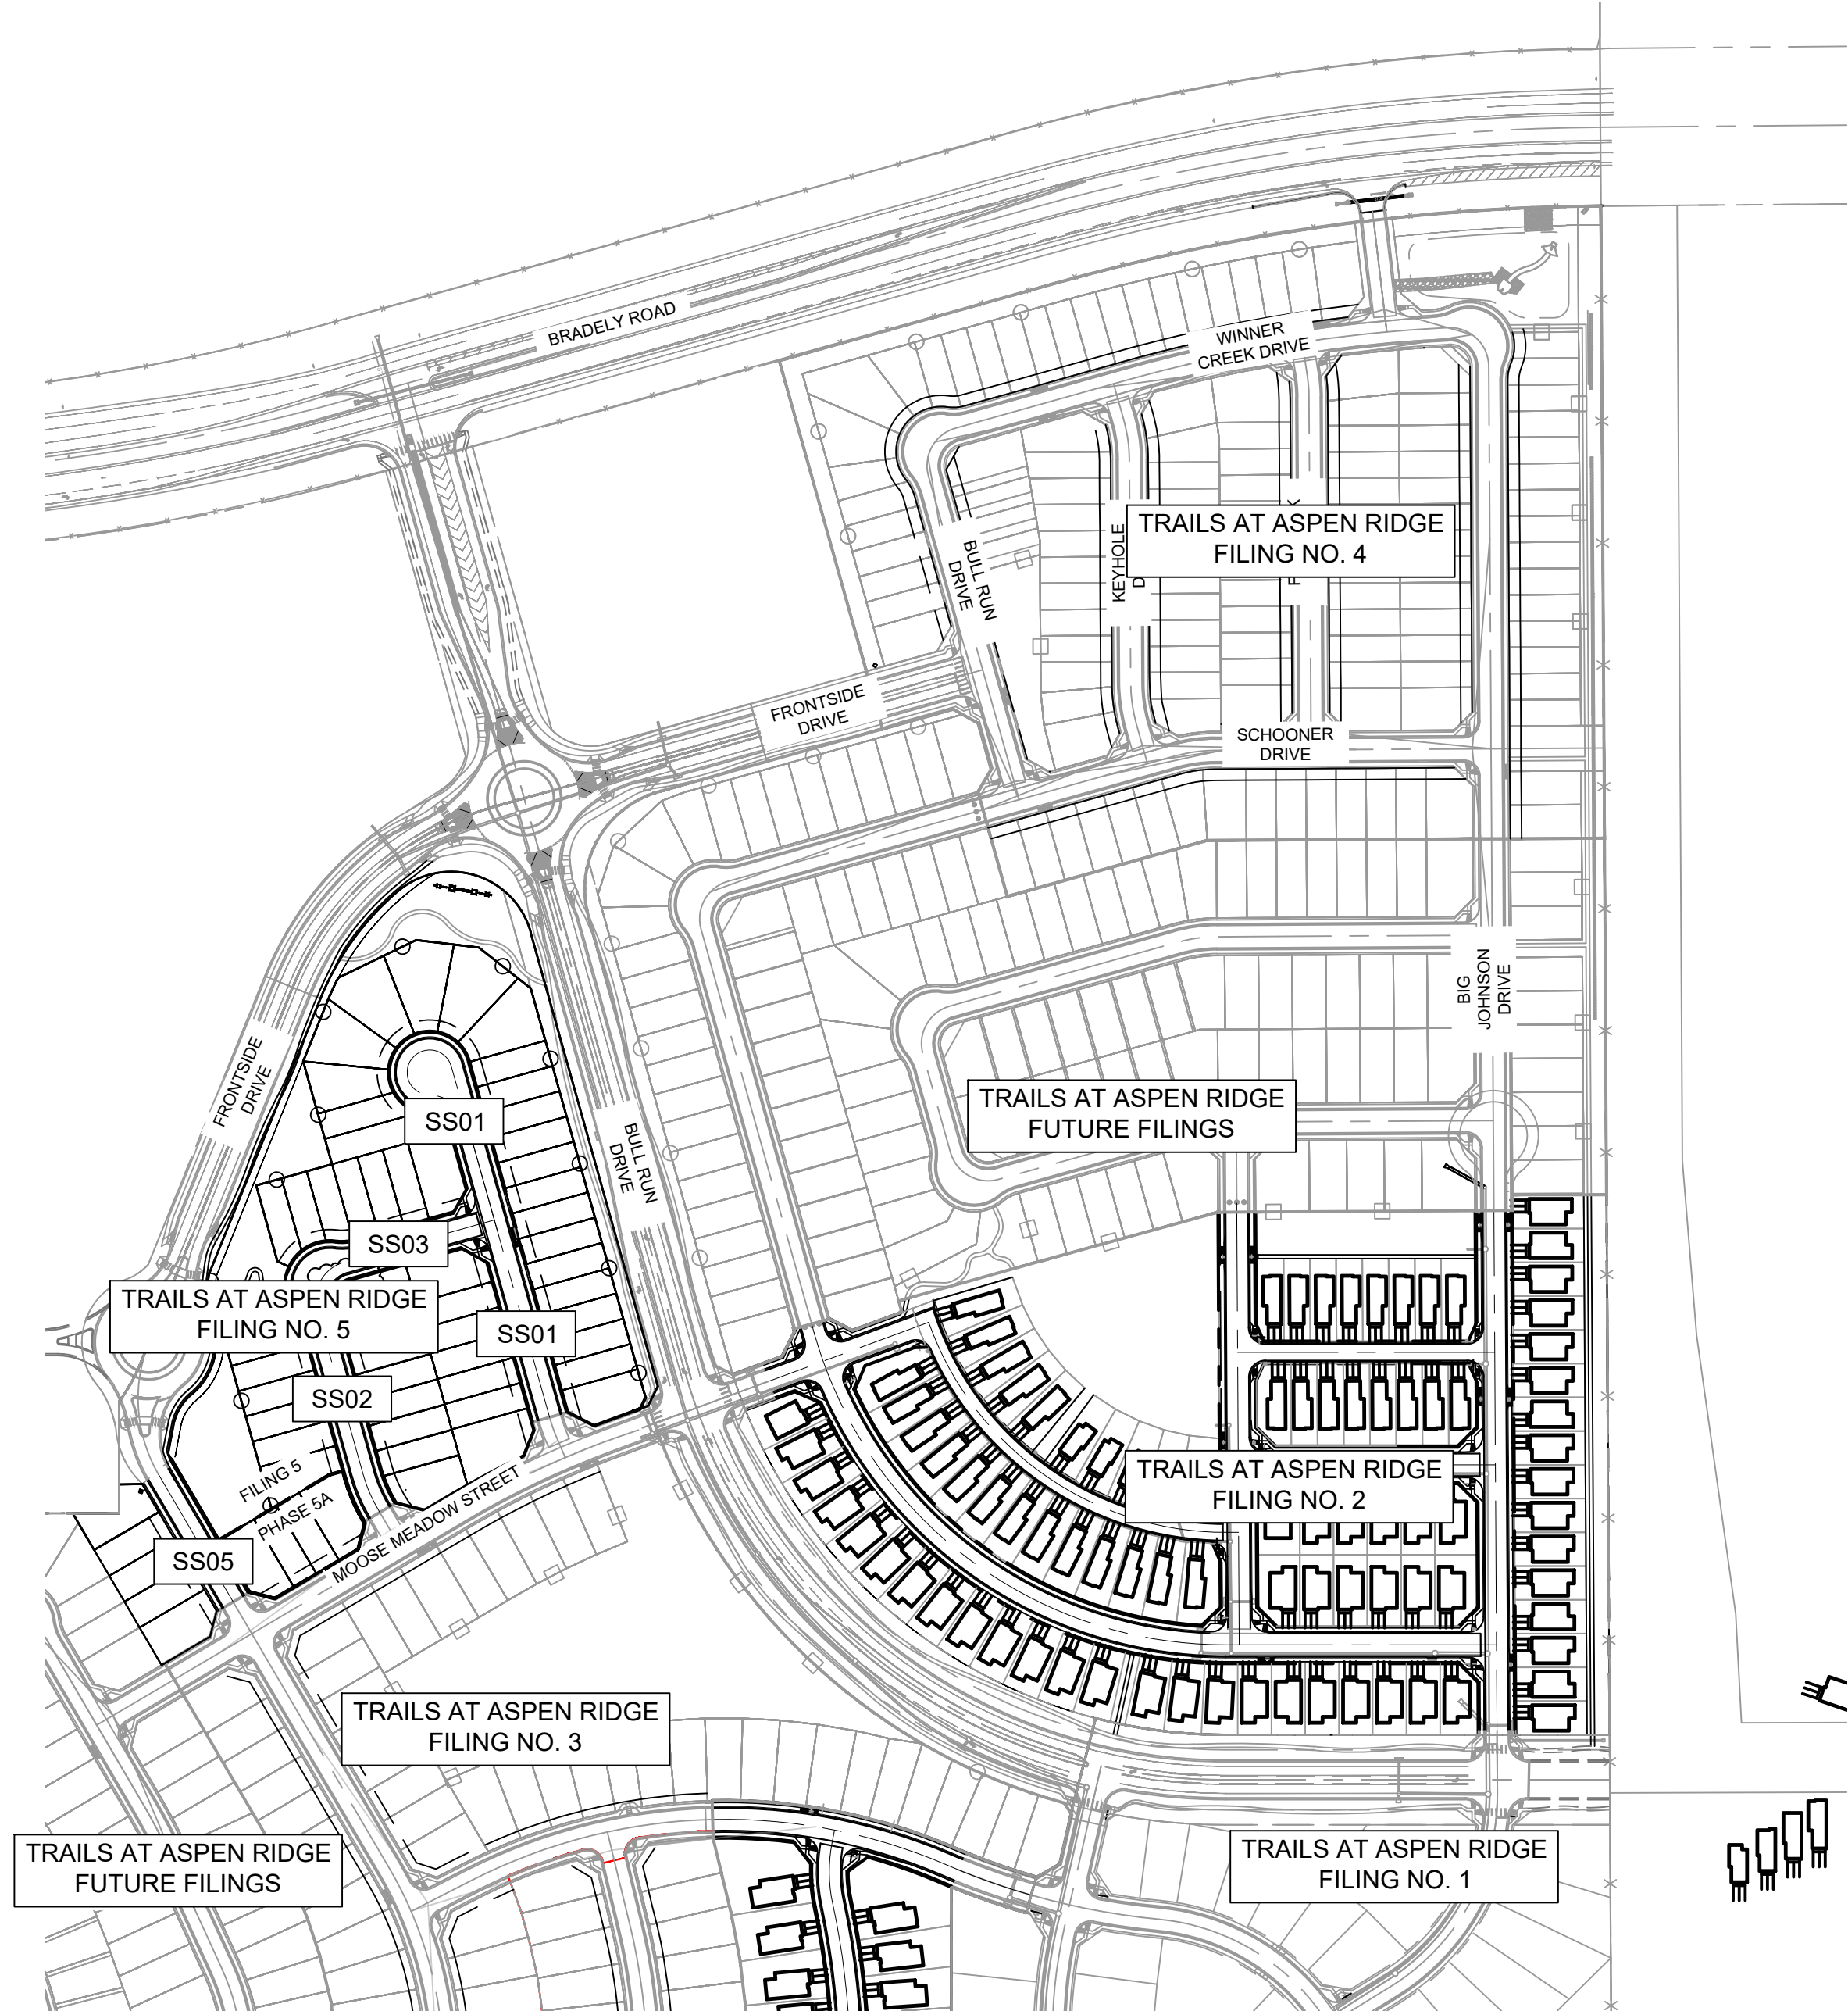 BRADELY ROAD
WINNER
CREEK DRIVE
TRAILS AT ASPEN RIDGE
FILING NO. 4
KEYHOLE
BULL RUN
DRIVE
FRONTSIDE
DRIVE
SCHOONER
DRIVE
BIG
JOHNSON
DRIVE
FRONTSIDE
DRIVE
SS01
BULL RUN
DRIVE
TRAILS AT ASPEN RIDGE
FUTURE FILINGS
SS03
TRAILS AT ASPEN RIDGE
FILING NO. 5
SS01
SS02
FILING 5
PHASE 5A
MOOSE MEADOW STREET
SS05
TRAILS AT ASPEN RIDGE
FILING NO. 2
TRAILS AT ASPEN RIDGE
FILING NO. 3
TRAILS AT ASPEN RIDGE
FUTURE FILINGS
TRAILS AT ASPEN RIDGE
FILING NO. 1